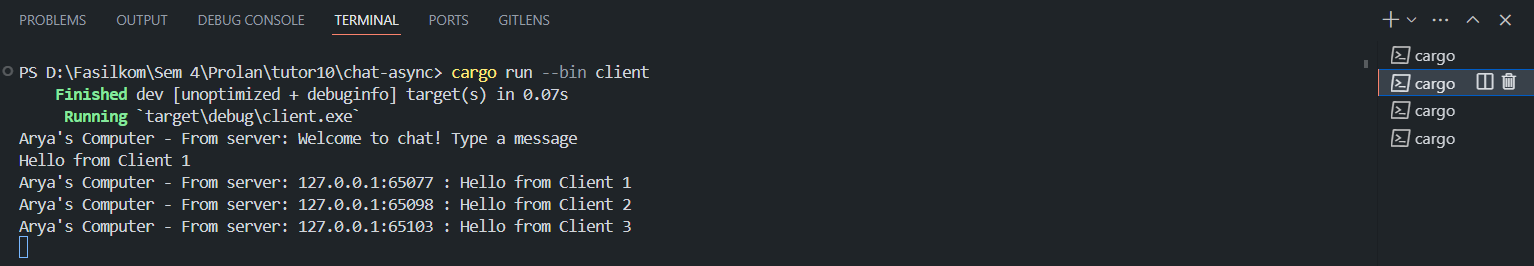 PROBLEMS OUTPUT DEBUG CONSOLE TERMINAL PORTS GITLENS
PS D:\Fasilkom\Sem 4\Prolan\tutor10\chat-async> cargo run --bin client
Finished dev [unoptimized + debuginfo] target(s) in 0.07s
Running `target\debug\client.exe`
Arya's Computer - From server: Welcome to chat! Type a message
Hello from Client 1
Arya's Computer - From server: 127.0.0.1:65077 : Hello from Client 1
Arya's Computer - From server: 127.0.0.1:65098 : Hello from Client 2
Arya's Computer - From server: 127.0.0.1:65103 : Hello from Client 3
cargo
cargo
cargo
cargo